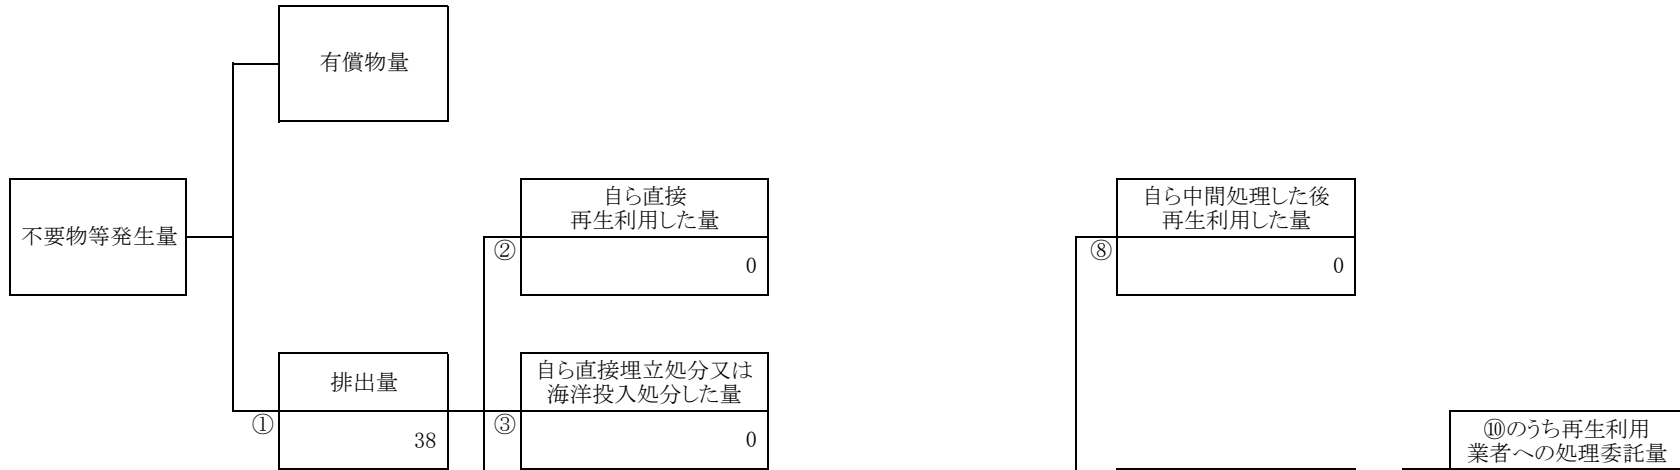 有償物量
不要物等発生量
自ら直接
再生利用した量
②
0
自ら中間処理した後
再生利用した量
⑧
0
排出量
①
38
自ら直接埋立処分又は
海洋投入処分した量
③
0
⑩のうち再生利用
業者への処理委託量